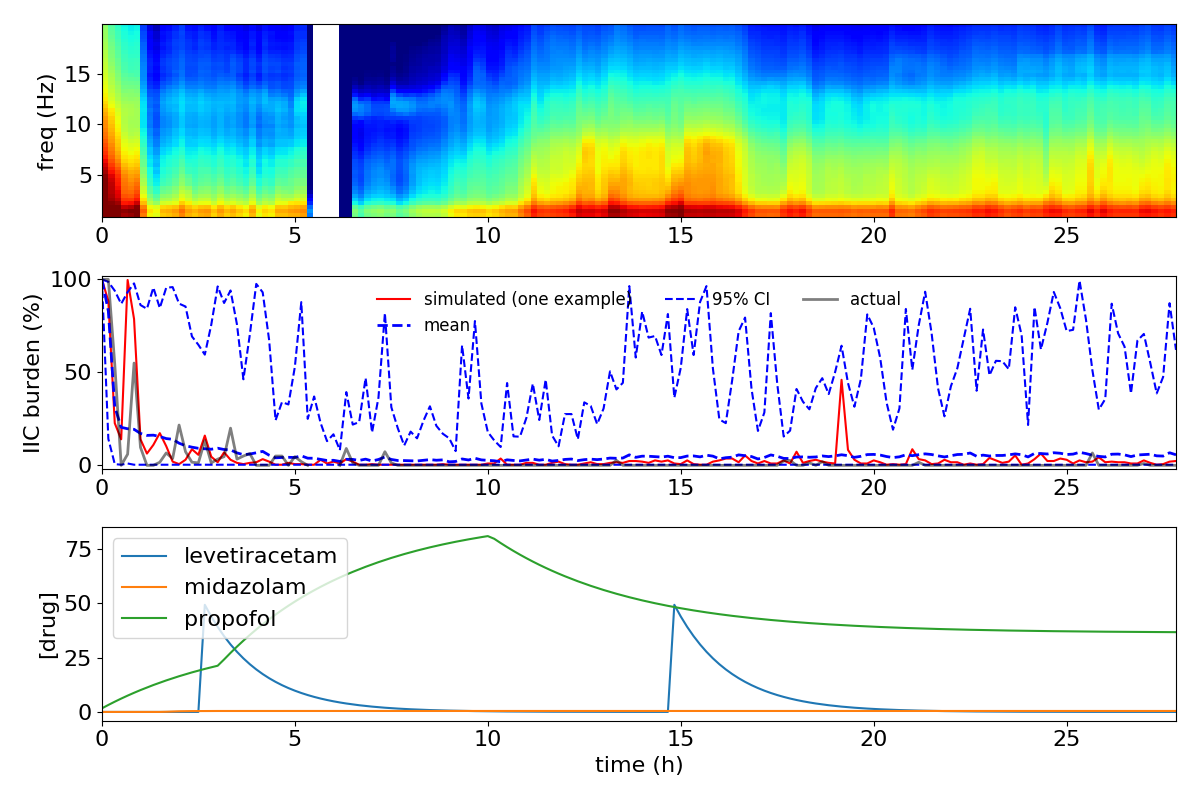 freq (Hz)
15
10
5
0 5 10 15 20 25
IIC burden (%)
100
50
0
simulated (one example) 95% CI actual
mean
0 5 10 15 20 25
[drug]
75
50
25
0
levetiracetam
midazolam
propofol
0 5 10 15 20 25
time (h)